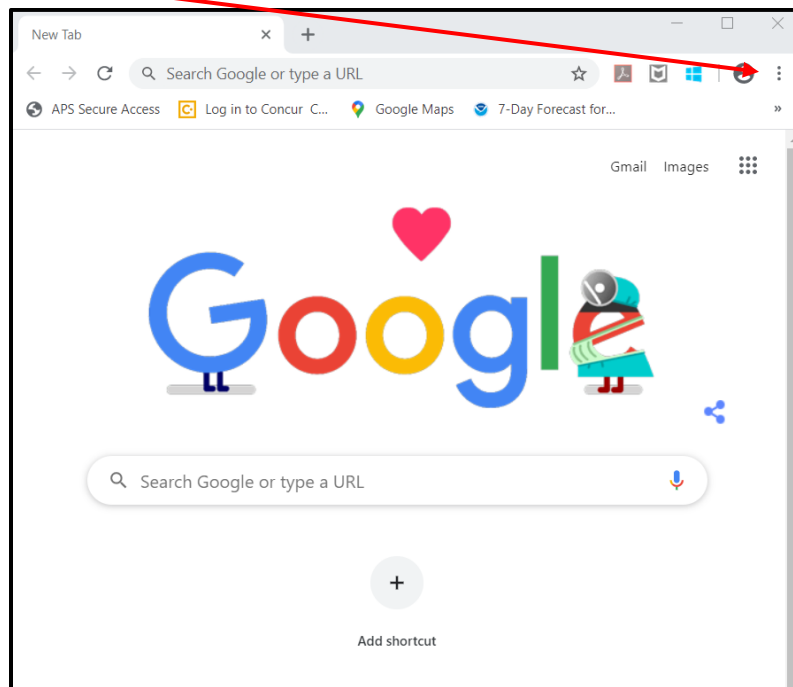 New Tab
Search Google or type a URL
APS Secure Access Log in to Concur C... Google Maps 7-Day Forecast for...
Gmail Images
Google
Search Google or type a URL
Add shortcut